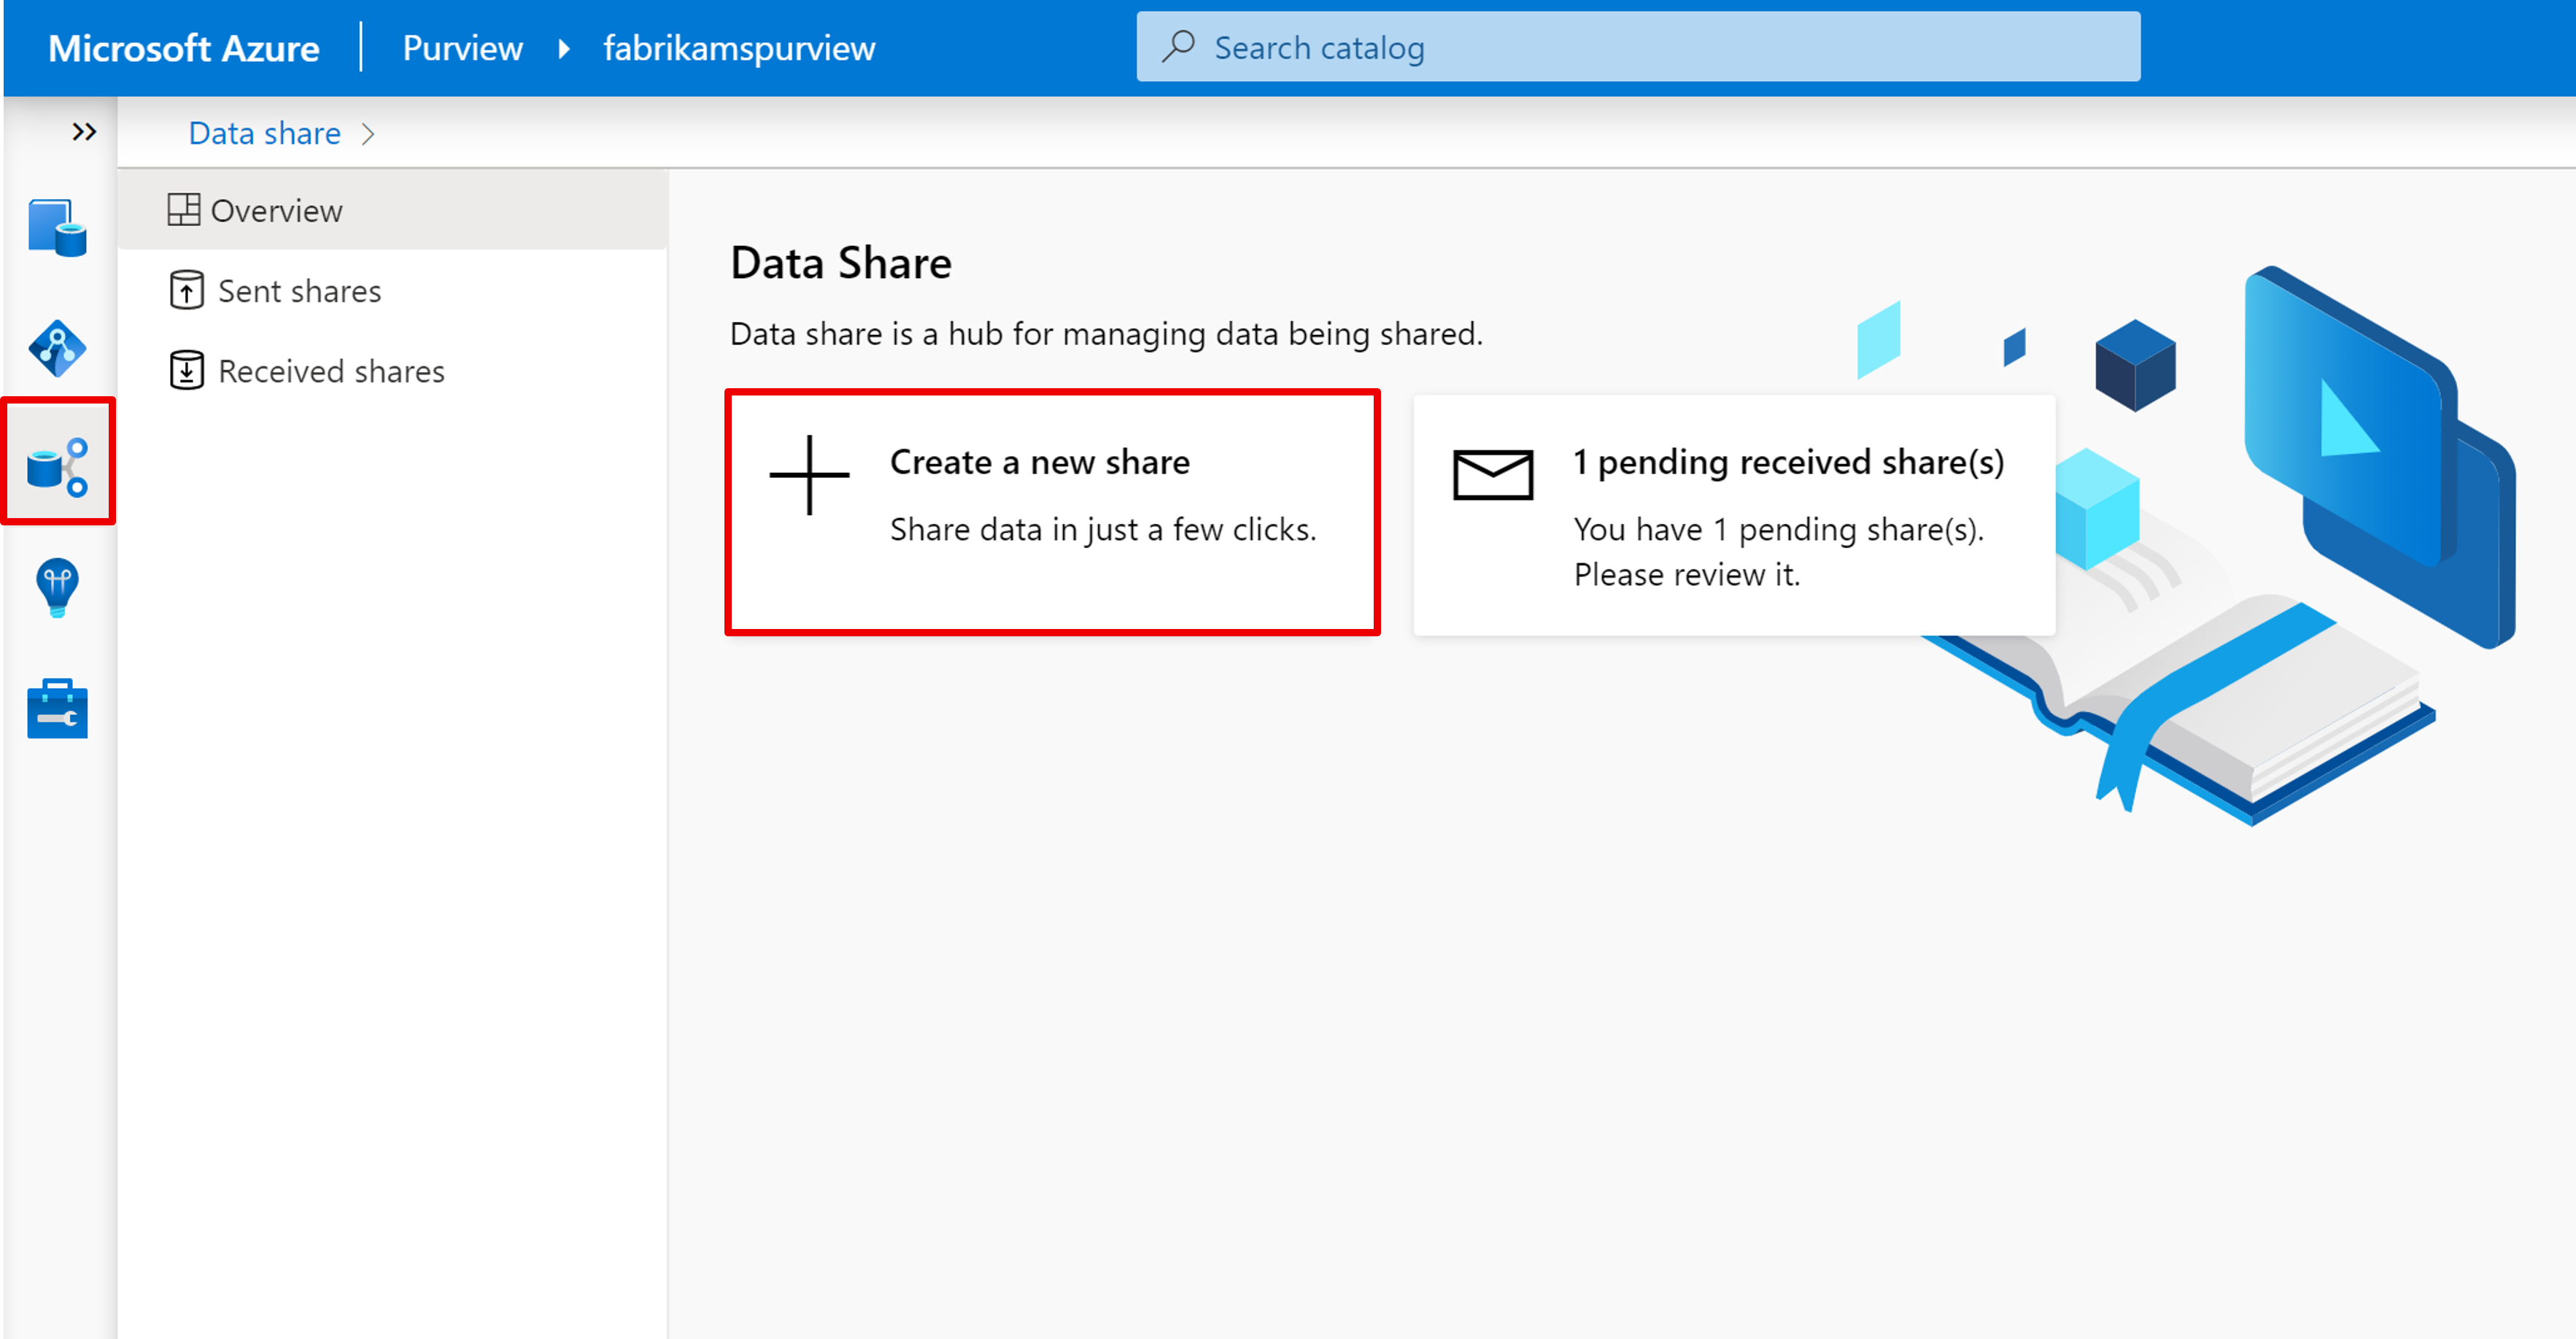 Microsoft Azure
Purview
fabrikamspurview
Search catalog
Data share
Overview
Sent shares
Received shares
Data Share
Data share is a hub for managing data being shared.
Create a new share
Share data in just a few clicks.
1 pending received share(s)
You have 1 pending share(s).
Please review it.